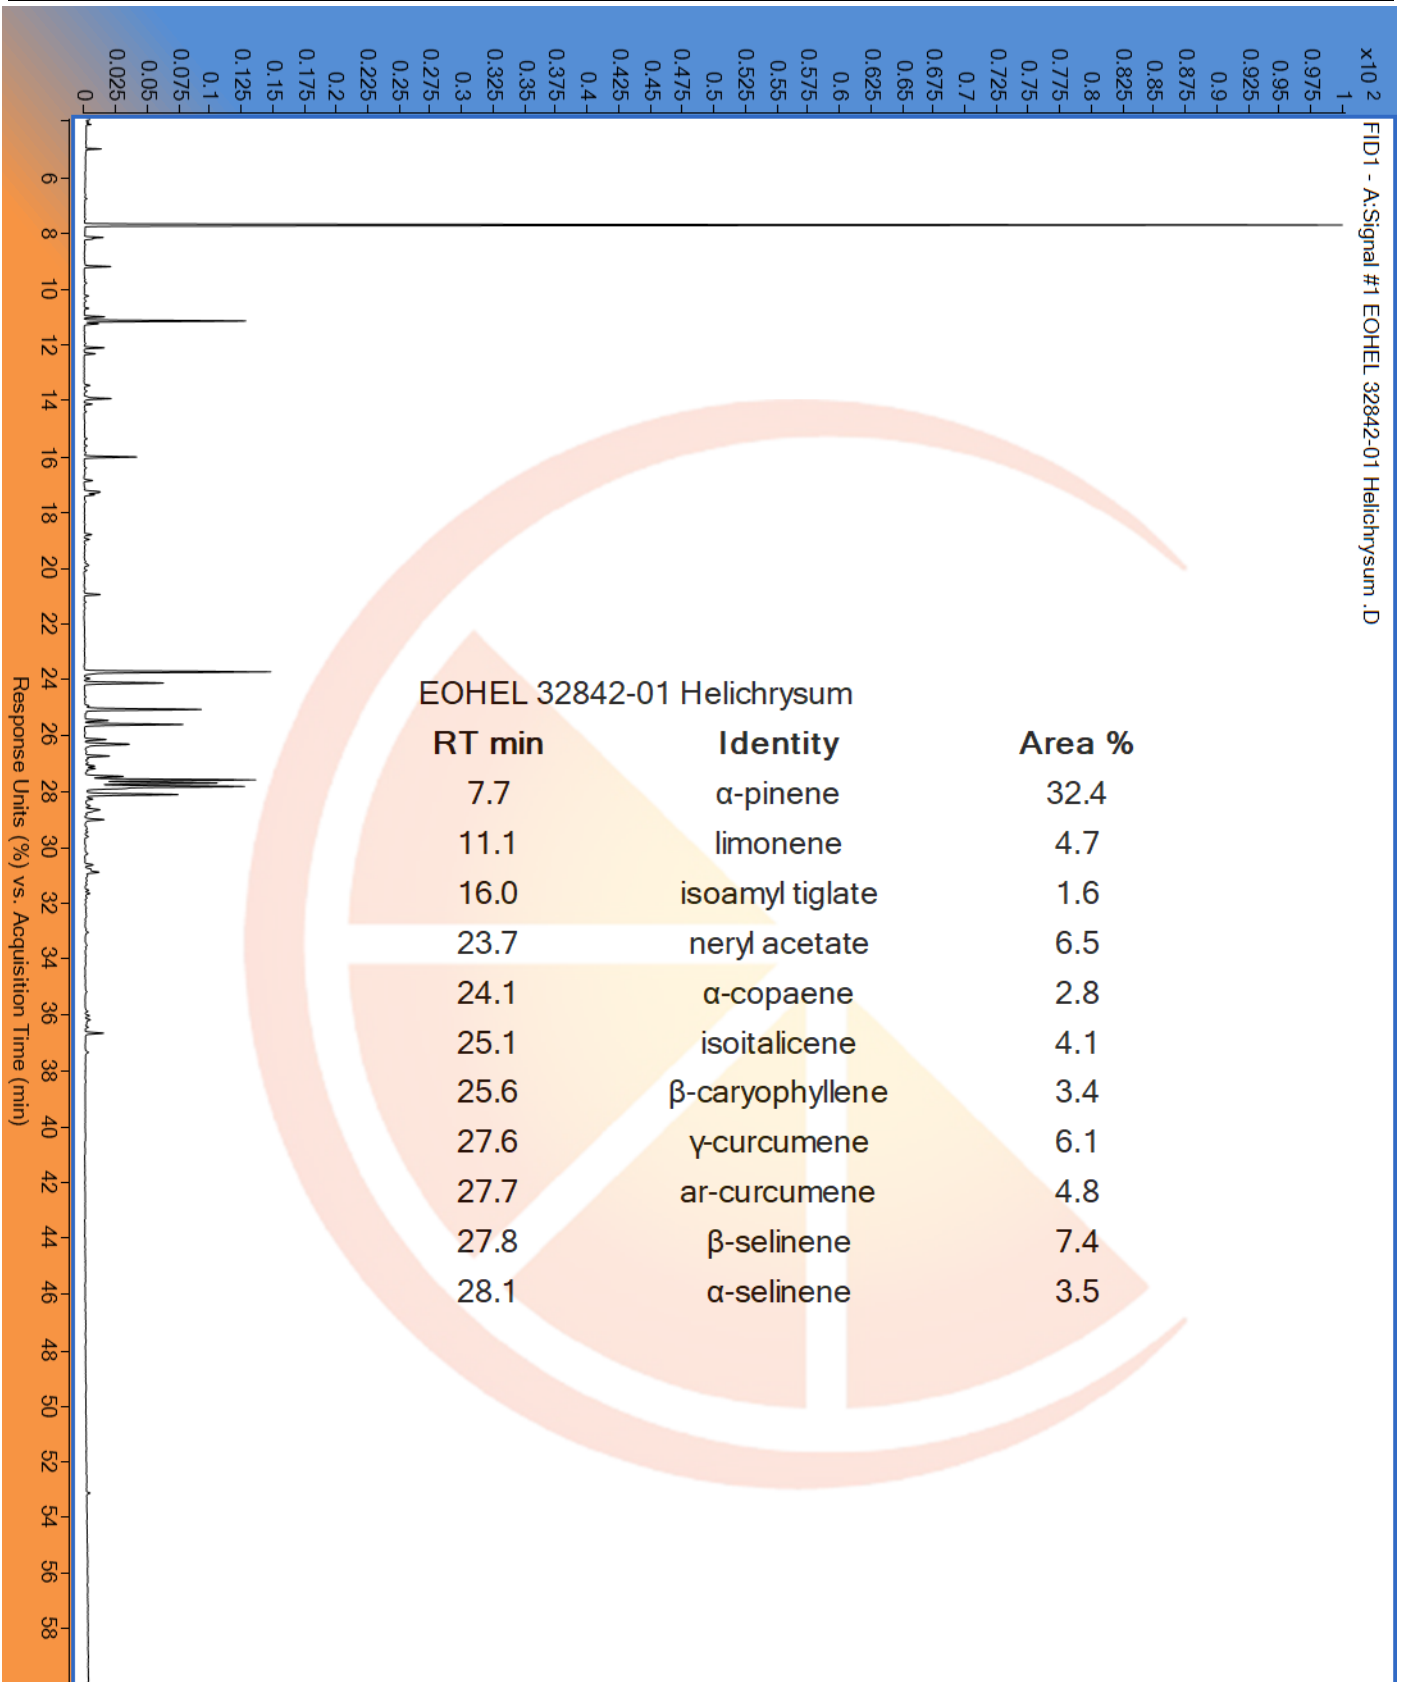 x10 2
FID1 - A:Signal #1 EOHEL 32842-01 Helichrysum .D
1
0.975
0.95
0.925
0.9
0.875
0.85
0.825
0.8
0.775
0.75
0.725
0.7
0.675
0.65
0.625
0.6
0.575
0.55
0.525
0.5
0.475
0.45
0.425
0.4
0.375
0.35
0.325
0.3
0.275
0.25
0.225
0.2
0.175
0.15
0.125
0.1
0.075
0.05
0.025
0
6 8 10 12 14 16 18 20 22 24 26 28 30 32 34 36 38 40 42 44 46 48 50 52 54 56 58
Response Units (%) vs. Acquisition Time (min)
EOHEL 32842-01 Helichrysum
RT min Identity Area %
7.7 α-pinene 32.4
11.1 limonene 4.7
16.0 isoamyl tiglate 1.6
23.7 neryl acetate 6.5
24.1 α-copaene 2.8
25.1 isoitalicene 4.1
25.6 β-caryophyllene 3.4
27.6 γ-curcumene 6.1
27.7 ar-curcumene 4.8
27.8 β-selinene 7.4
28.1 α-selinene 3.5